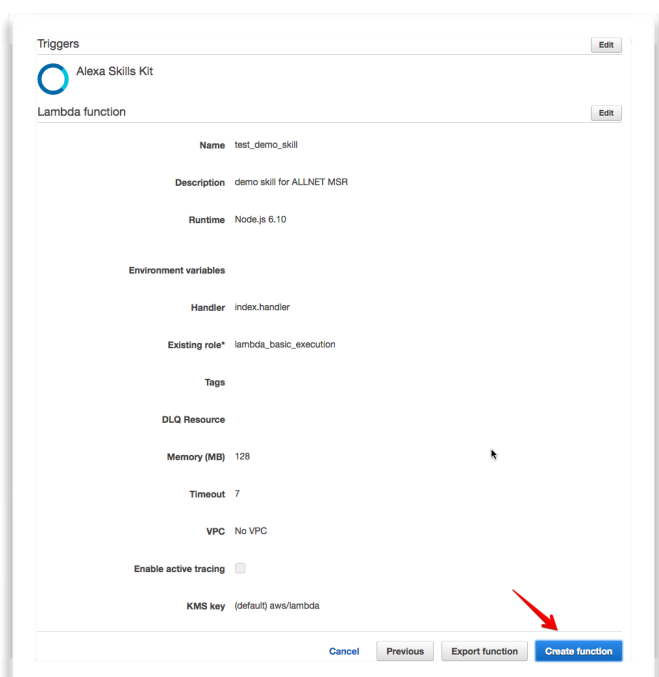 Triggers Edit
Alexa Skills Kit
Lambda function Edit
Name test_demo_skill
Description demo skill for ALLNET MSR
Runtime Node.js 6.10
Environment variables
Handler index.handler
Existing role* lambda_basic_execution
Tags
DLQ Resource
Memory (MB) 128
Timeout 7
VPC No VPC
Enable active tracing
KMS key (default) aws/lambda
Cancel Previous Export function Create function